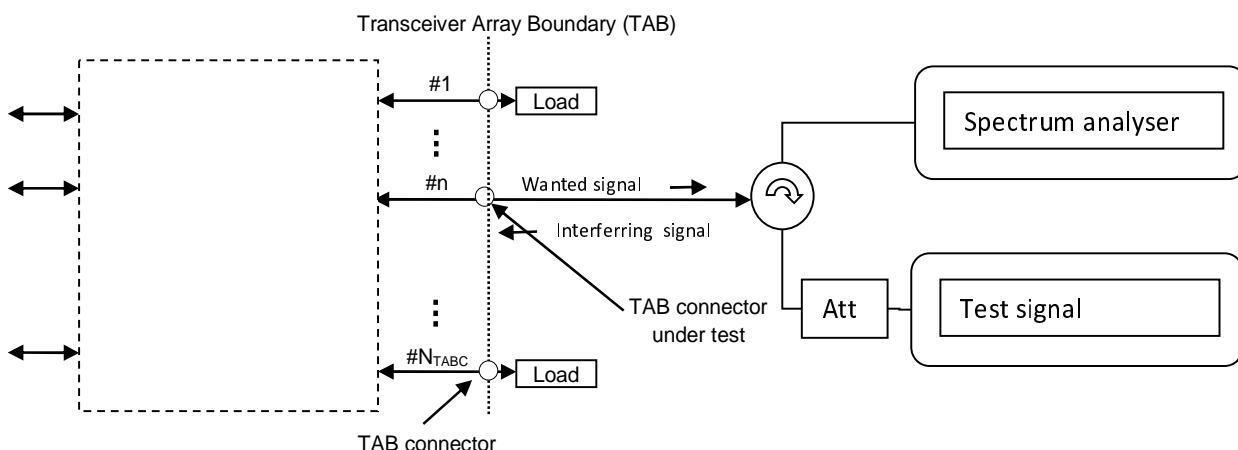 Transceiver Array Boundary (TAB)
#1
Load
Spectrum analyser
#n
Wanted signal
Interferring signal
TAB connector
under test
Att
Test signal
#NTABC
Load
TAB connector